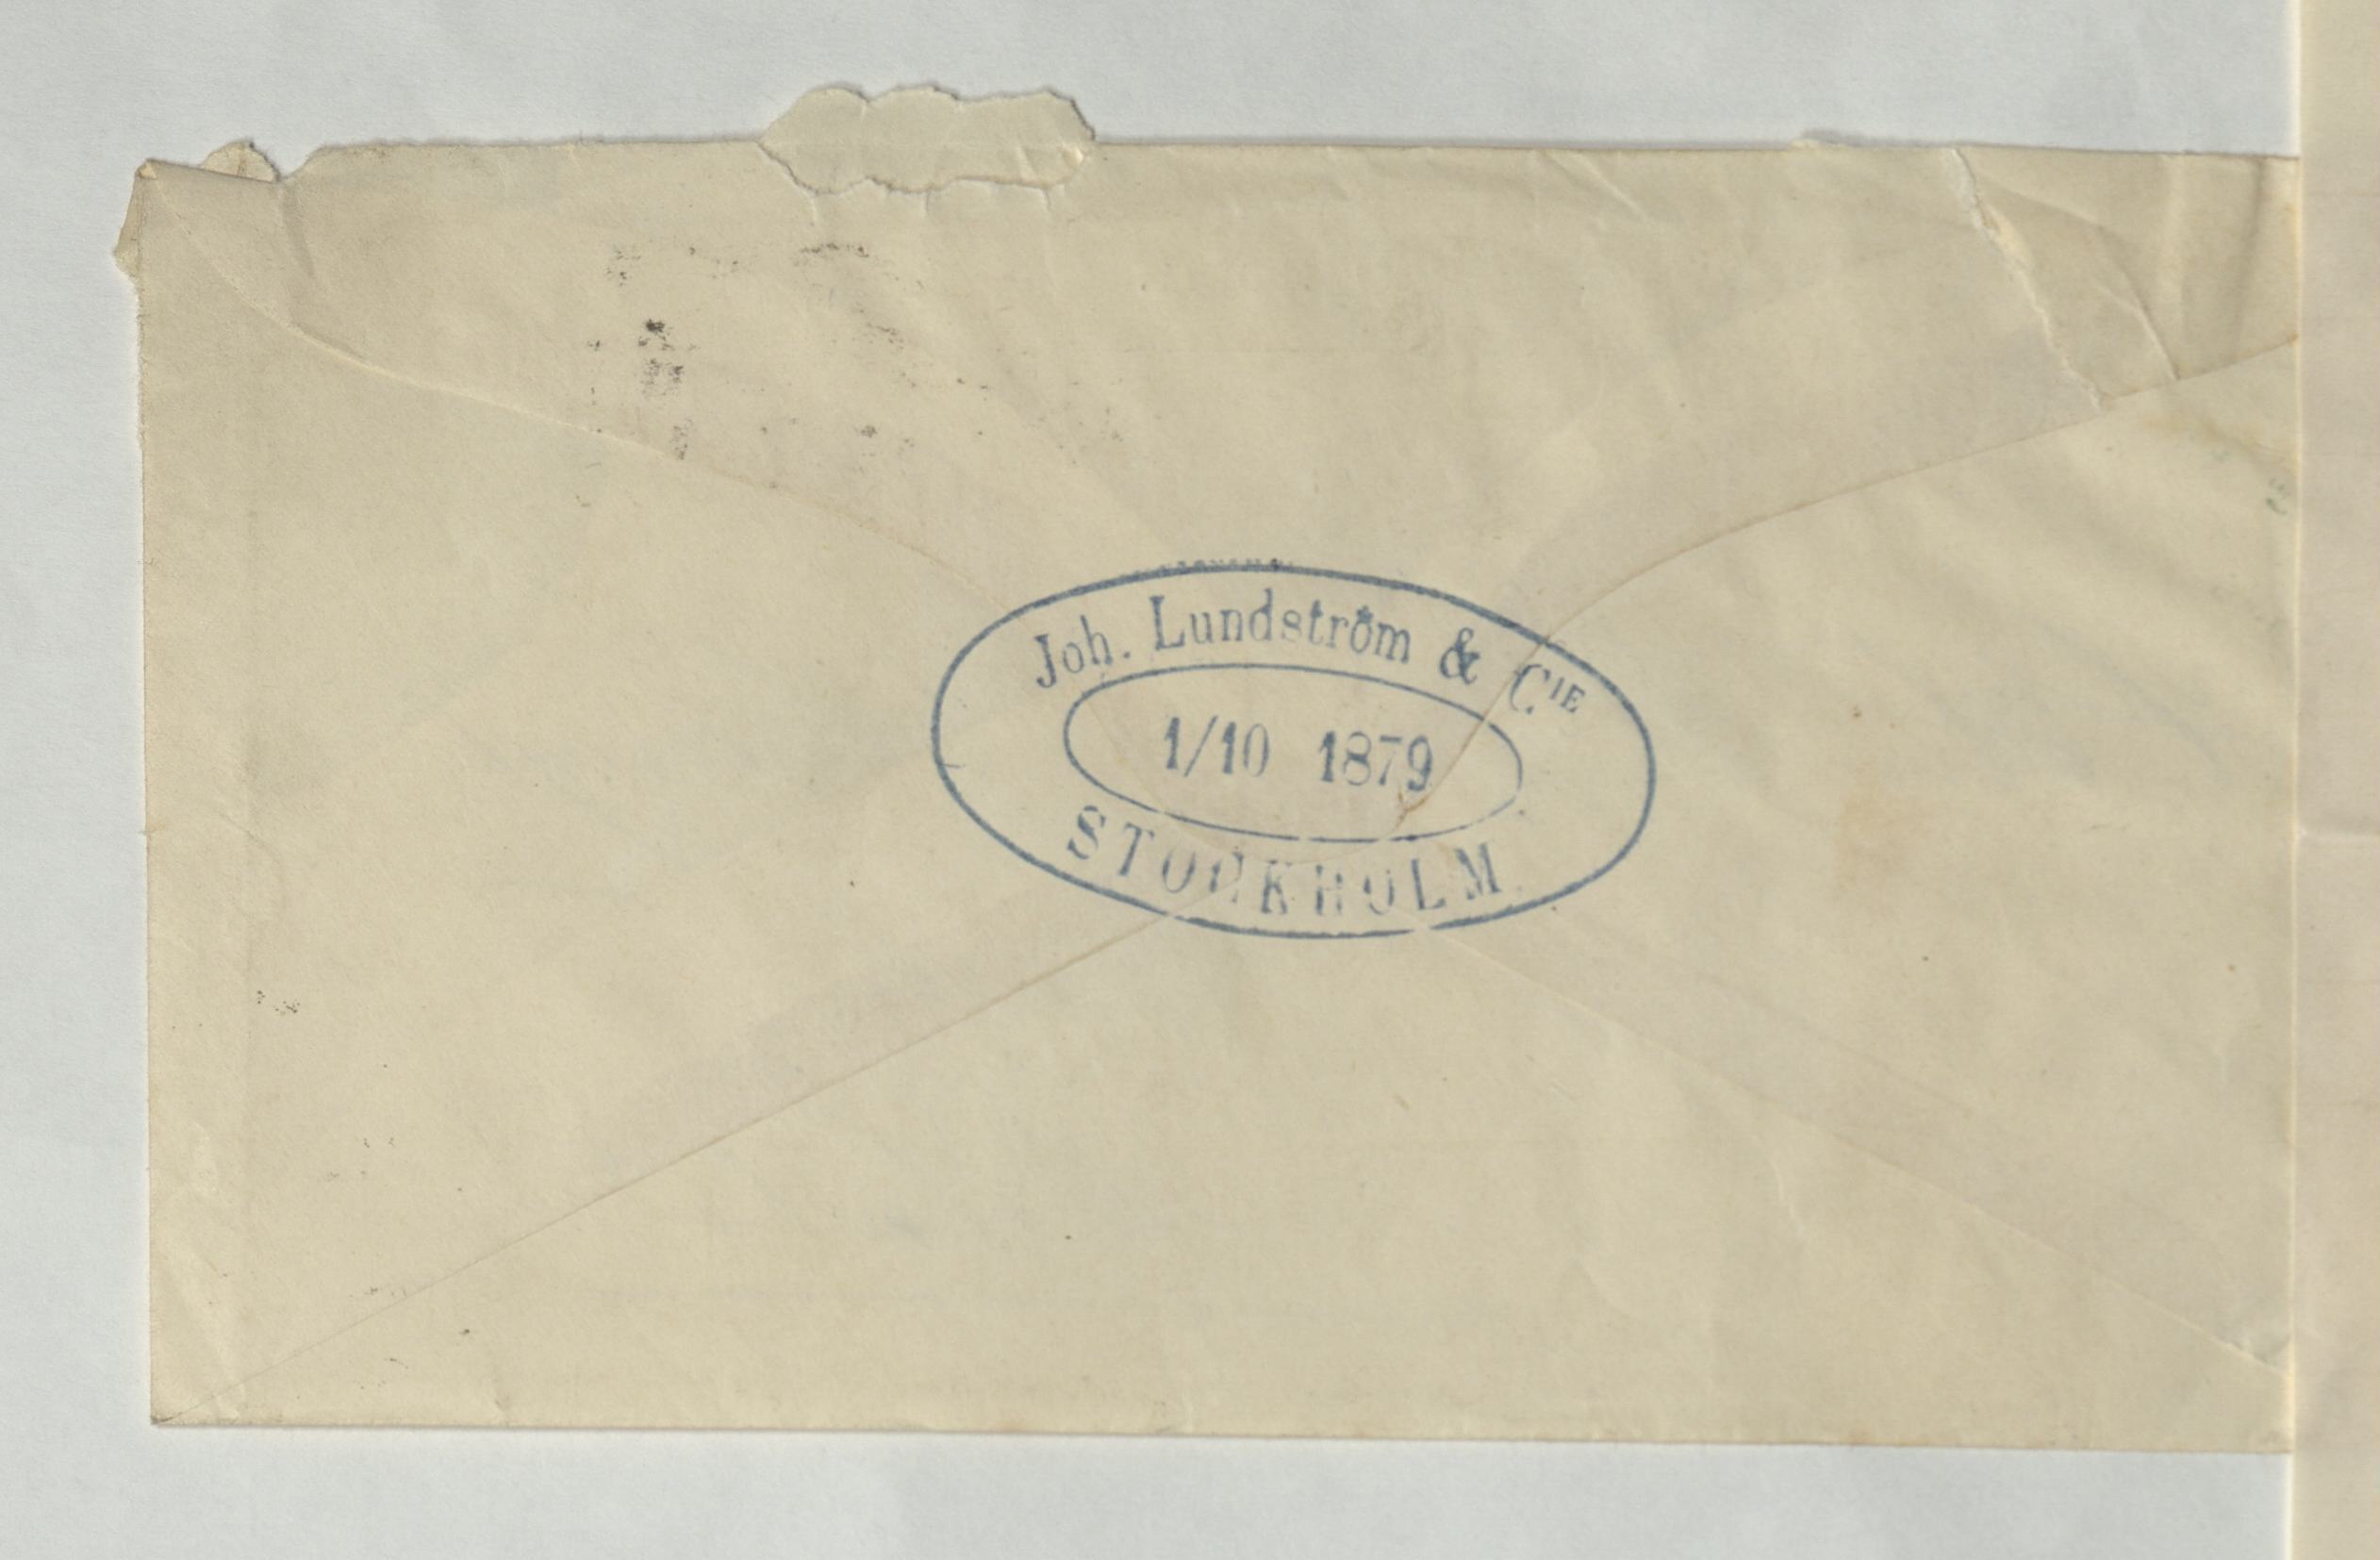 Joh. Lundström & CIE
1/10 1879
STOCKHOLM